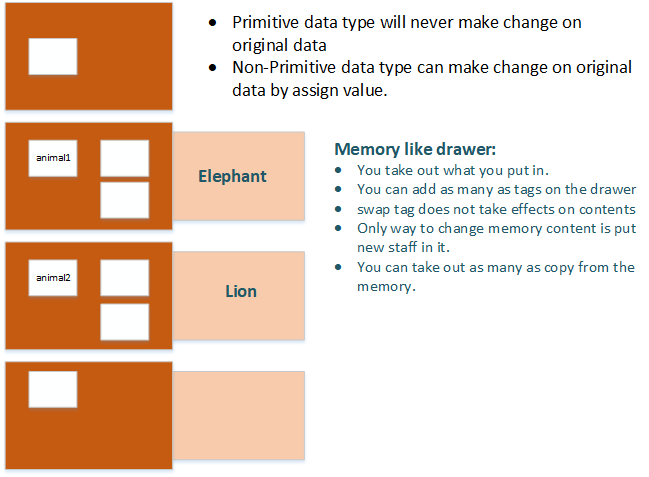 Primitive data type will never make change on
original data
Non-Primitive data type can make change on original
data by assign value.
animal1
Elephant
Memory like drawer:
You take out what you put in.
You can add as many as tags on the drawer
swap tag does not take effects on contents
Only way to change memory content is put
new staff in it.
You can take out as many as copy from the
memory.
animal2
Lion